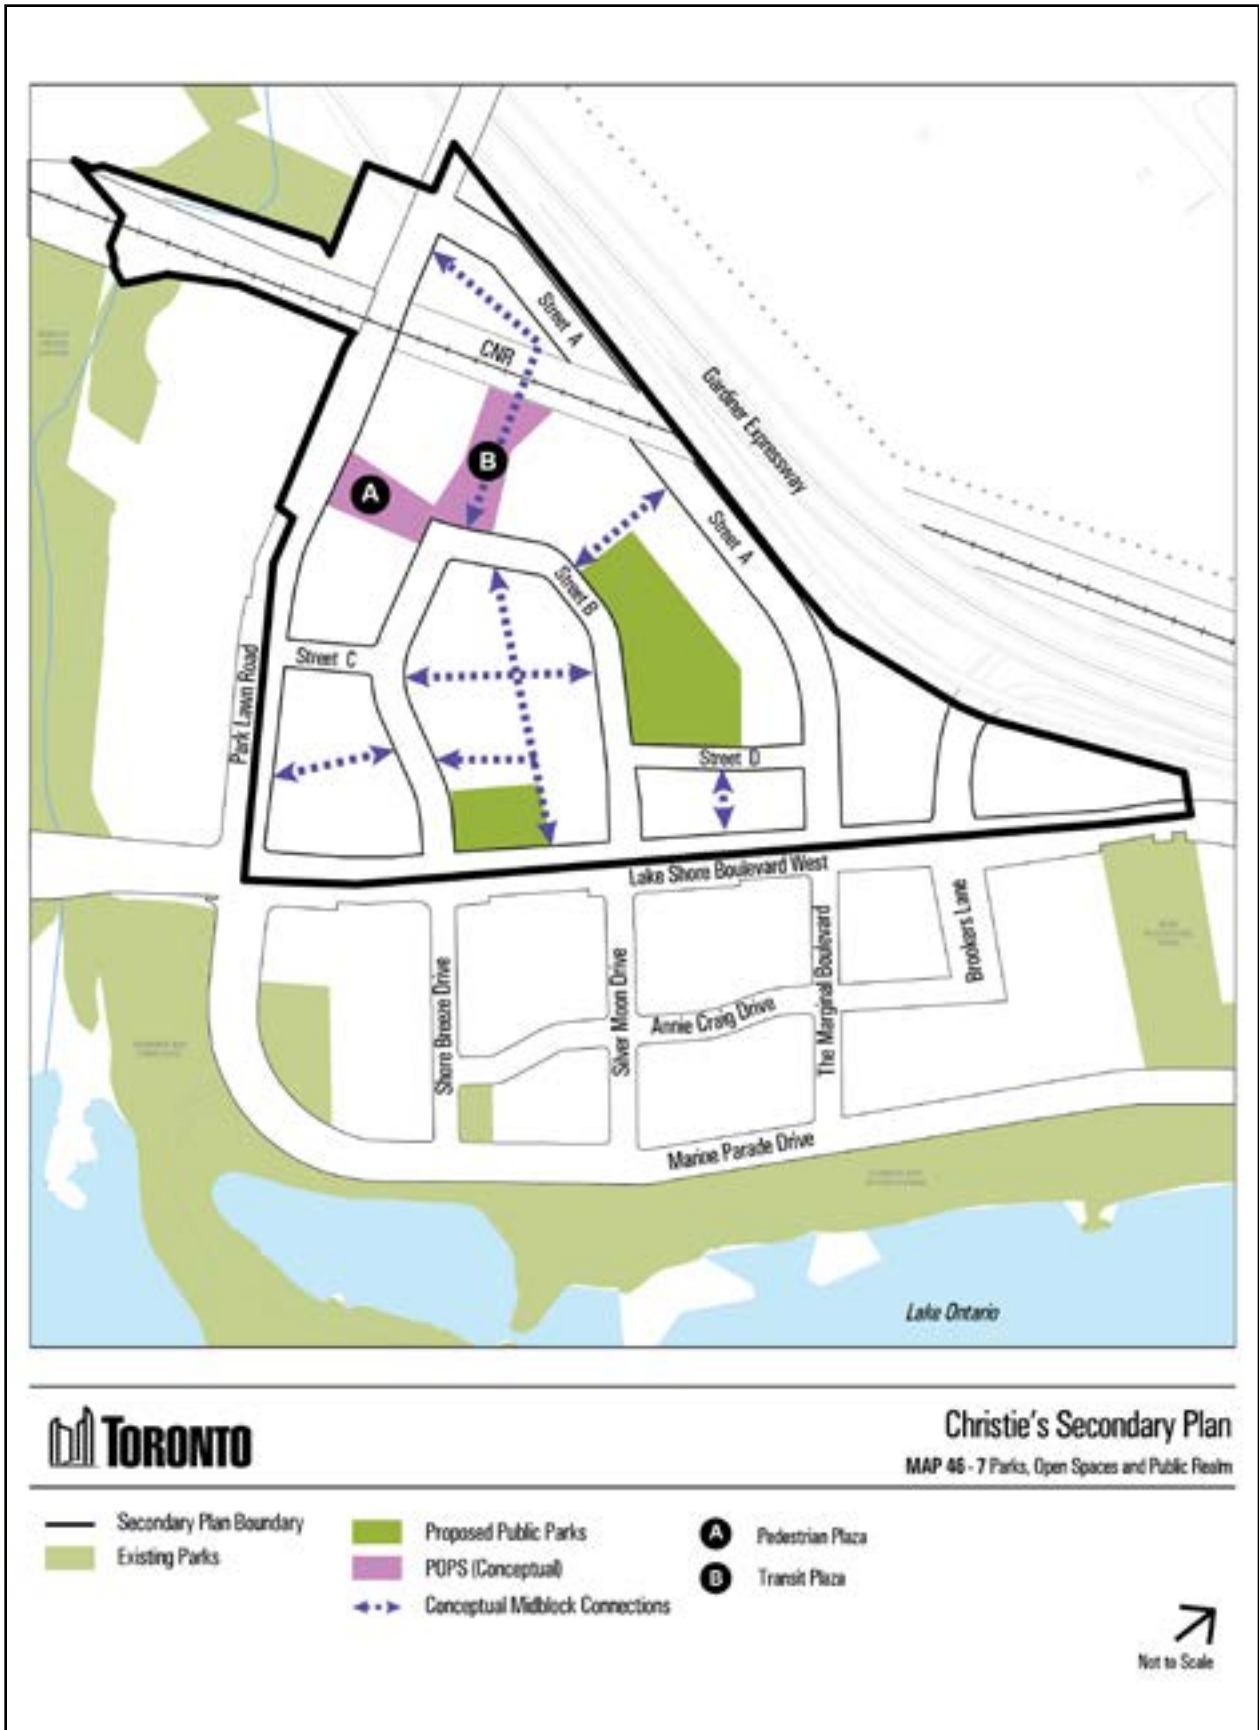 Street A
CNR
Gardiner Expressway
B
A
Street A
Street B
Street C
Park Lawn Road
Street D
Lake Shore Boulevard West
Shore Breeze Drive
Silver Moon Drive
Annie Craig Drive
The Marginal Boulevard
Brookers Lane
Marine Parade Drive
Lake Ontario
TORONTO
Christie's Secondary Plan
MAP 46 - 7 Parks, Open Spaces and Public Realm
Secondary Plan Boundary
Existing Parks
Proposed Public Parks
POPS (Conceptual)
Conceptual Midblock Connections
A Pedestrian Plaza
B Transit Plaza
Not to Scale